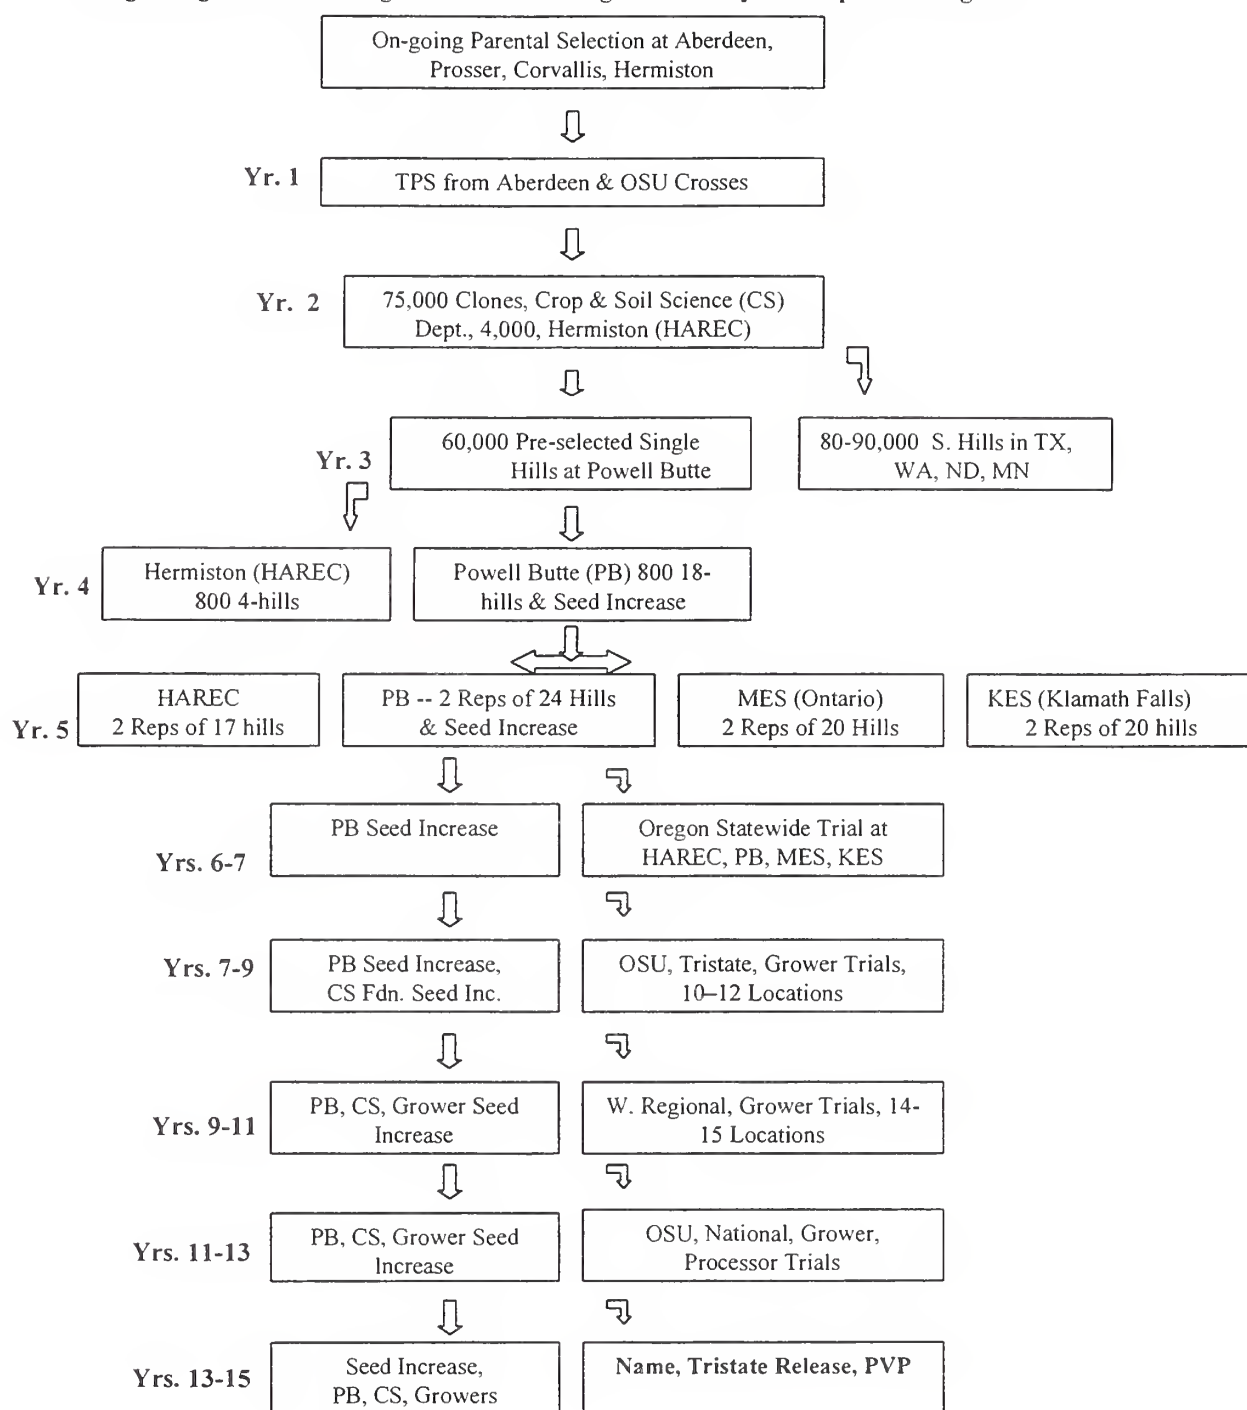 On-going Parental Selection at Aberdeen,
Prosser, Corvallis, Hermiston
Yr. 1
TPS from Aberdeen & OSU Crosses
Yr. 2
75,000 Clones, Crop & Soil Science (CS)
Dept., 4,000, Hermiston (HAREC)
Yr. 3
60,000 Pre-selected Single
Hills at Powell Butte
80-90,000 S. Hills in TX,
WA, ND, MN
Yr. 4
Hermiston (HAREC)
800 4-hills
Powell Butte (PB) 800 18-
hills & Seed Increase
Yr. 5
HAREC
2 Reps of 17 hills
PB -- 2 Reps of 24 Hills
& Seed Increase
MES (Ontario)
2 Reps of 20 Hills
KES (Klamath Falls)
2 Reps of 20 hills
Yrs. 6-7
PB Seed Increase
Oregon Statewide Trial at
HAREC, PB, MES, KES
Yrs. 7-9
PB Seed Increase,
CS Fdn. Seed Inc.
OSU, Tristate, Grower Trials,
10–12 Locations
Yrs. 9-11
PB, CS, Grower Seed
Increase
W. Regional, Grower Trials, 14-
15 Locations
Yrs. 11-13
PB, CS, Grower Seed
Increase
OSU, National, Grower,
Processor Trials
Yrs. 13-15
Seed Increase,
PB, CS, Growers
Name, Tristate Release, PVP